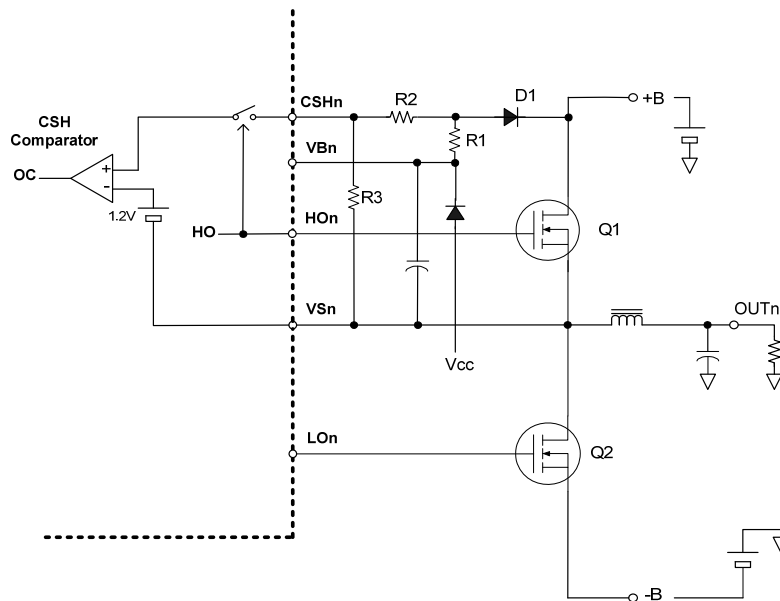 D1
+B
CSHn
R2
CSH
Comparator
R1
VBn
OC
+
-
R3
1.2V
HO
HOn
Q1
VSn
OUTn
Vcc
LOn
Q2
-B